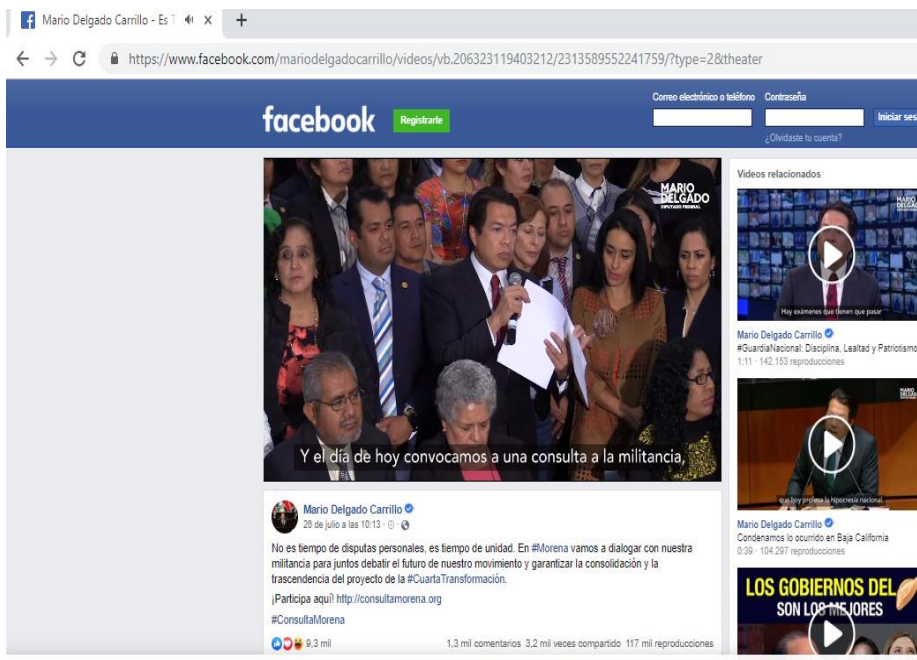 Mario Delgado Carrillo - Es T
https://www.facebook.com/mariodelgadocarrillo/videos/vb.206323119403212/2313589552241759/?type=2&theater
facebook
Registrarte
Correo electrónico o teléfono
Contraseña
Iniciar ses
¿Olvidaste tu cuenta?
MARIO
DELGADO
DIPUTADO FEDERAL
Y el día de hoy convocamos a una consulta a la militancia,
Mario Delgado Carrillo
26 de julio a las 10:13
No es tiempo de disputas personales, es tiempo de unidad. En #Morena vamos a dialogar con nuestra
militancia para juntos debatir el futuro de nuestro movimiento y garantizar la consolidación y la
trascendencia del proyecto de la #CuartaTransformación.
¡Participa aquí! http://consultamorena.org
#ConsultaMorena
9,3 mil
1,3 mil comentarios 3,2 mil veces compartido 117 mil reproducciones
Videos relacionados
Hay exámenes que tienen que pasar
Mario Delgado Carrillo
#GuardiaNacional: Disciplina, Lealtad y Patriotismo
1:11 · 142.153 reproducciones
que hoy profesa la hipocresía nacional.
Mario Delgado Carrillo
Condenamos lo ocurrido en Baja California
0:39 · 104.297 reproducciones
LOS GOBIERNOS DEL
SON LOS MEJORES